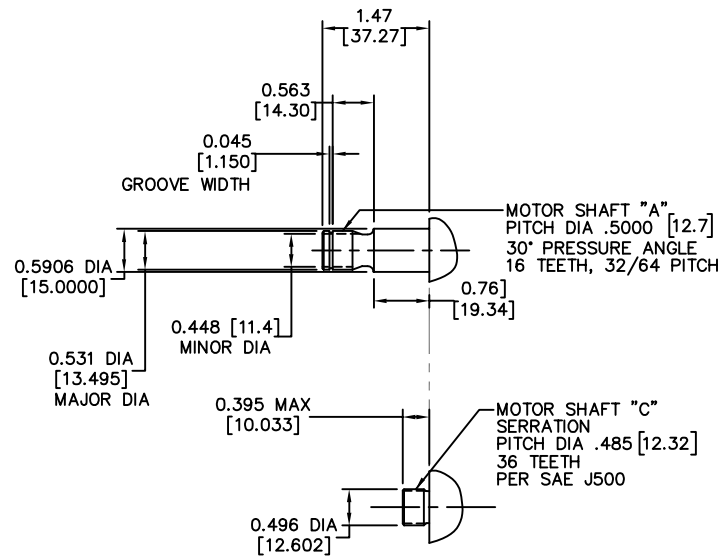 1.47
[37.27]
0.563
[14.30]
0.045
[1.150]
GROOVE WIDTH
MOTOR SHAFT "A"
PITCH DIA .5000 [12.7]
30° PRESSURE ANGLE
16 TEETH, 32/64 PITCH
0.5906 DIA
[15.0000]
0.76]
[19.34]
0.448 [11.4]
MINOR DIA
0.531 DIA
[13.495]
MAJOR DIA
0.395 MAX
[10.033]
MOTOR SHAFT "C"
SERRATION
PITCH DIA .485 [12.32]
36 TEETH
PER SAE J500
0.496 DIA
[12.602]